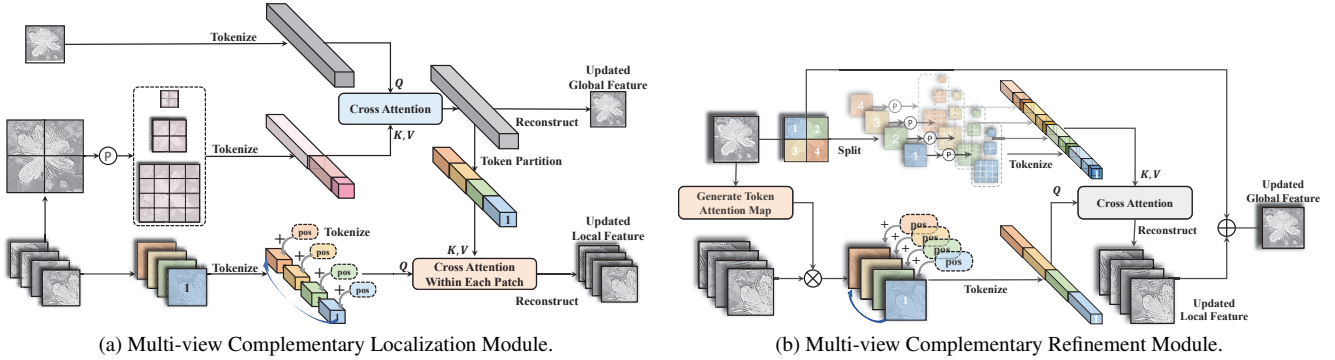 Tokenize
Q
Cross Attention
K,V
Updated
Global Feature
Reconstruct
P
Tokenize
Token Partition
1
Updated
Local Feature
Tokenize
pos
pos
pos
pos
1
1
Tokenize
K,V
Q
Cross Attention
Within Each Patch
Reconstruct
(a) Multi-view Complementary Localization Module.
1 2
3 4
Split
4
3
2
1
P
P
P
P
Tokenize
1
K,V
Q
Generate Token
Attention Map
Cross Attention
Reconstruct
Updated
Global Feature
pos
pos
pos
pos
1
Tokenize
1
Updated
Local Feature
(b) Multi-view Complementary Refinement Module.